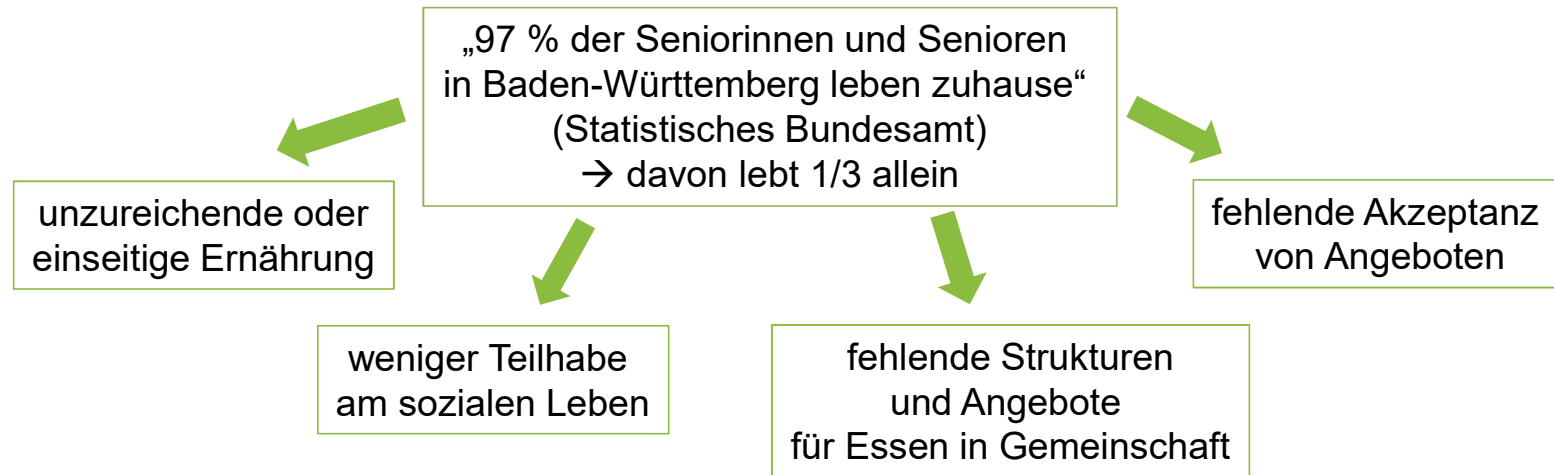 „97 % der Seniorinnen und Senioren
in Baden-Württemberg leben zuhause“
(Statistisches Bundesamt)
→ davon lebt 1/3 allein
unzureichende oder
einseitige Ernährung
weniger Teilhabe
am sozialen Leben
fehlende Strukturen
und Angebote
für Essen in Gemeinschaft
fehlende Akzeptanz
von Angeboten